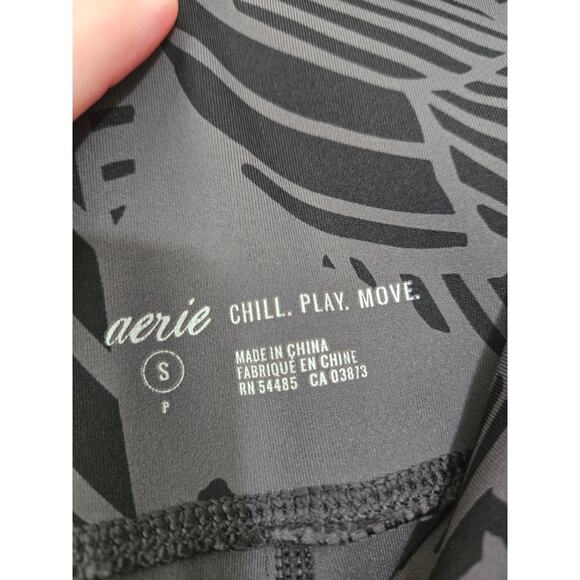 aerie CHILL. PLAY. MOVE.
S
P
MADE IN CHINA
FABRIQUÉ EN CHINE
RN 54485 CA 03873